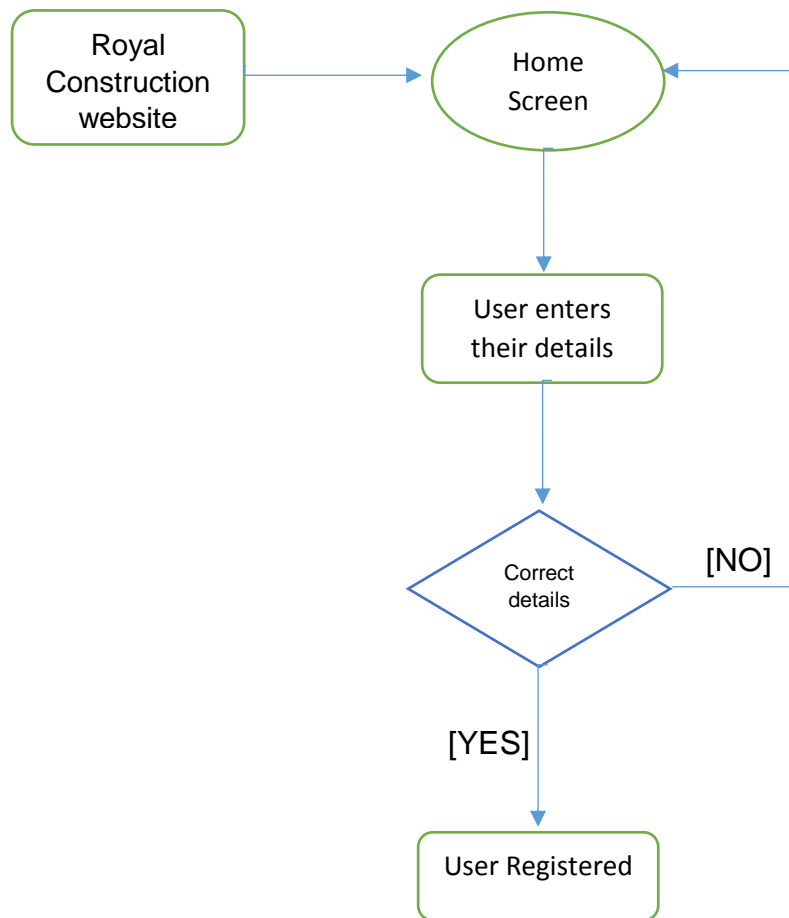 Royal
Construction
website
Home
Screen
User enters
their details
Correct
details
[NO]
[YES]
User Registered